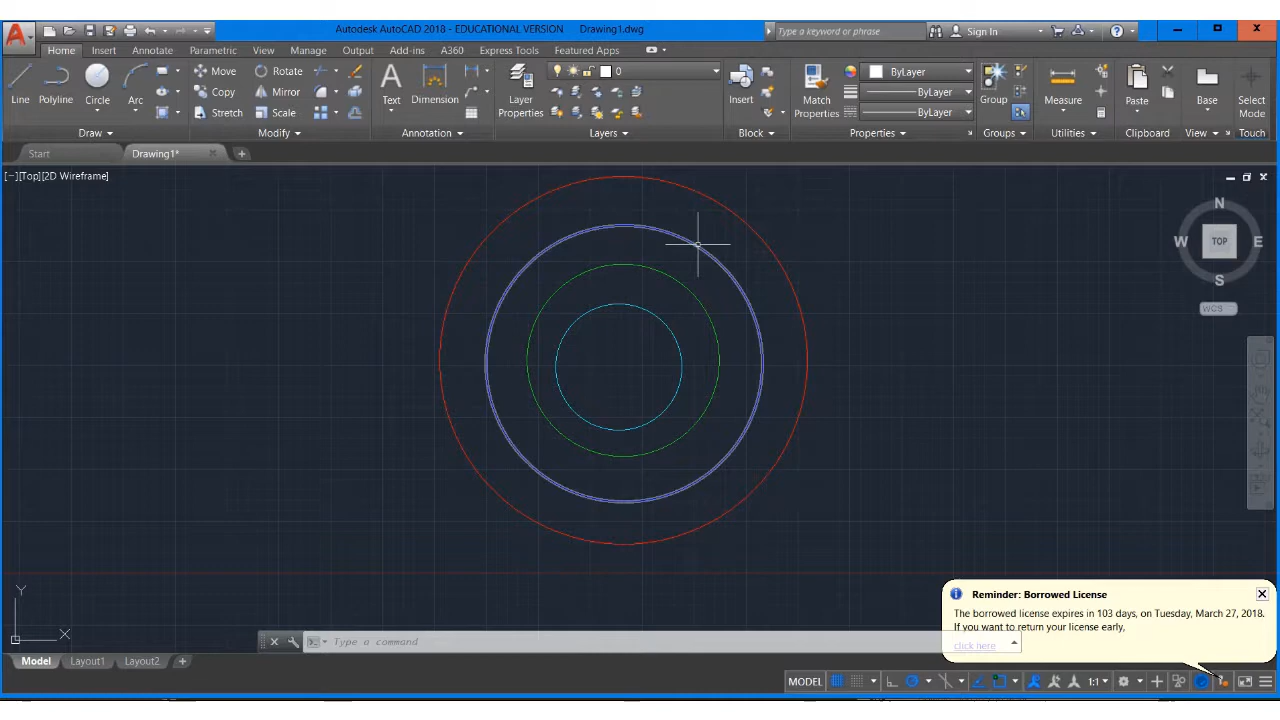 Autodesk AutoCAD 2018 - EDUCATIONAL VERSION Drawing1.dwg
Type a keyword or phrase
Sign In
Home Insert Annotate Parametric View Manage Output Add-ins A360 Express Tools Featured Apps
Line
Polyline
Circle
Arc
Move
Rotate
Copy
Mirror
Stretch
Scale
Text
Dimension
Layer
Properties
0
Insert
Match
Properties
ByLayer
ByLayer
ByLayer
Group
Measure
Paste
Base
Select
Mode
Draw
Modify
Annotation
Layers
Block
Properties
Groups
Utilities
Clipboard
View
Touch
Start
Drawing1*
[−][Top][2D Wireframe]
N
W
TOP
E
S
WCS
Y
X
Reminder: Borrowed License
The borrowed license expires in 103 days, on Tuesday, March 27, 2018.
If you want to return your license early,
click here
Type a command
Model Layout1 Layout2
MODEL
1:1